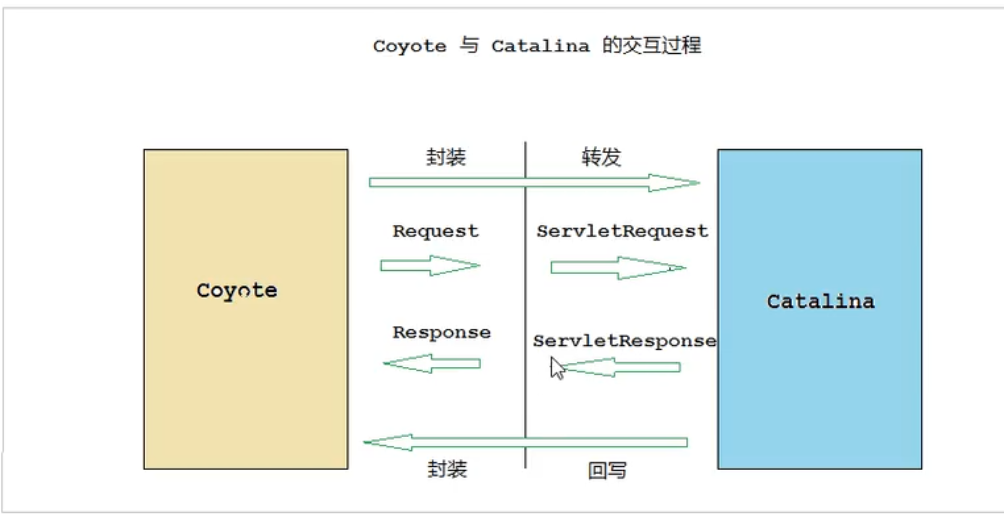 Coyote 与 Catalina 的交互过程
封装 转发
Request ServletRequest
Coyote Catalina
Response ServletResponse
封装 回写